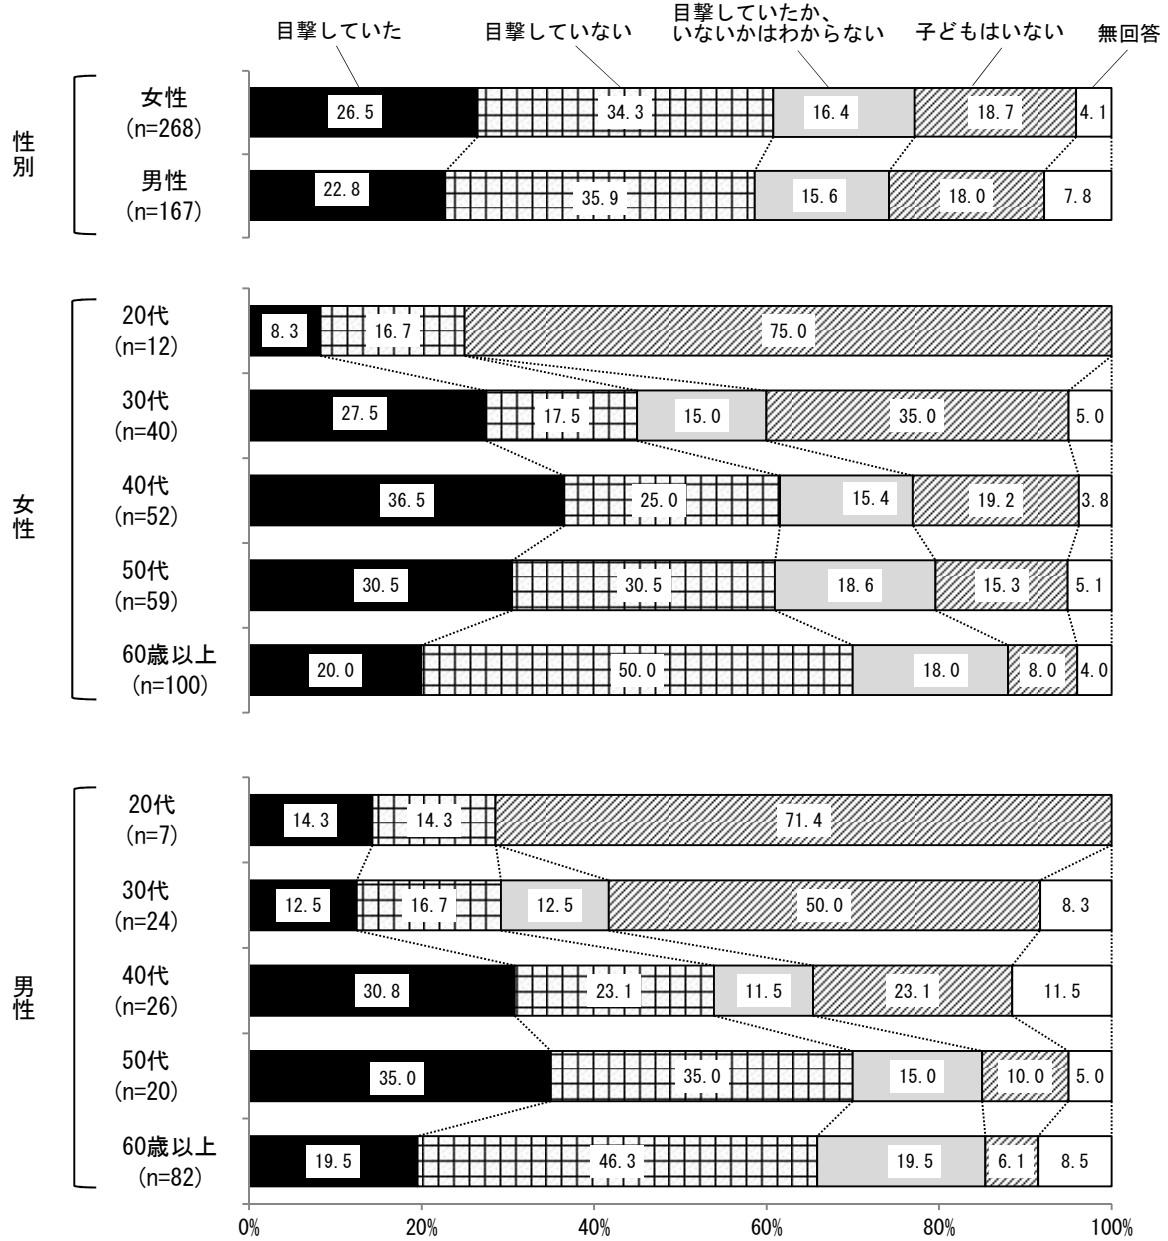 目撃していた
目撃していない
目撃していたか、
いないかはわからない
子どもはいない
無回答
性別
女性
(n=268)
26.5
34.3
16.4
18.7
4.1
男性
(n=167)
22.8
35.9
15.6
18.0
7.8
女性
20代
(n=12)
8.3
16.7
75.0
30代
(n=40)
27.5
17.5
15.0
35.0
5.0
40代
(n=52)
36.5
25.0
15.4
19.2
3.8
50代
(n=59)
30.5
30.5
18.6
15.3
5.1
60歳以上
(n=100)
20.0
50.0
18.0
8.0
4.0
男性
20代
(n=7)
14.3
14.3
71.4
30代
(n=24)
12.5
16.7
12.5
50.0
8.3
40代
(n=26)
30.8
23.1
11.5
23.1
11.5
50代
(n=20)
35.0
35.0
15.0
10.0
5.0
60歳以上
(n=82)
19.5
46.3
19.5
6.1
8.5
0%
20%
40%
60%
80%
100%